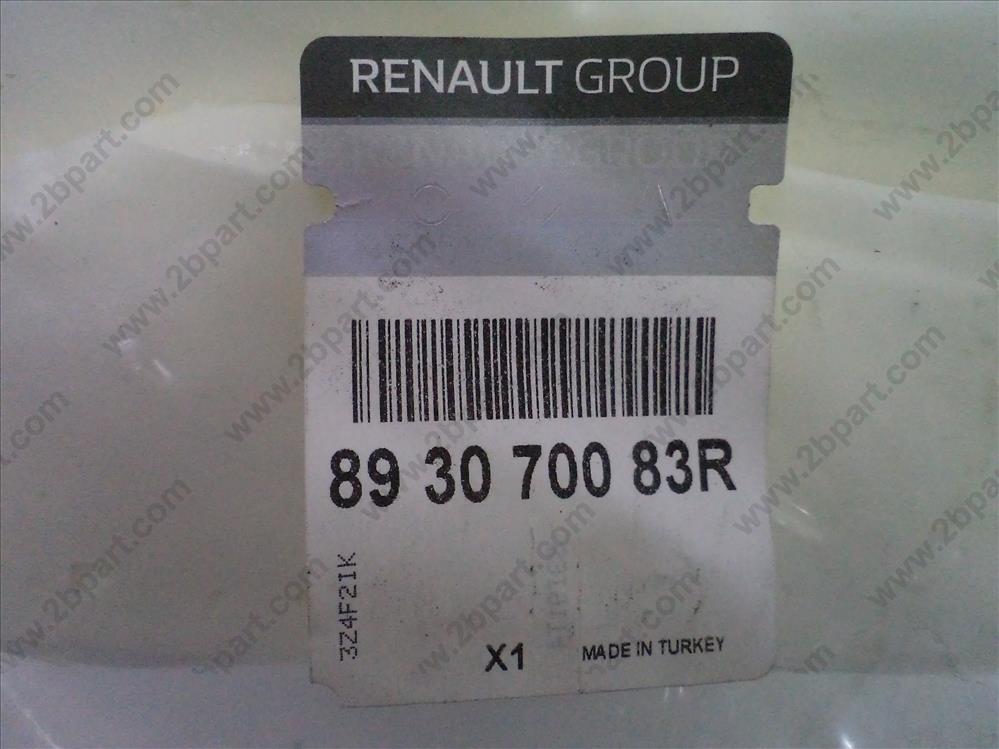 RENAULT GROUP
89 30 700 83R
3Z4F2IK
X1
MADE IN TURKEY
www.2bpart.com